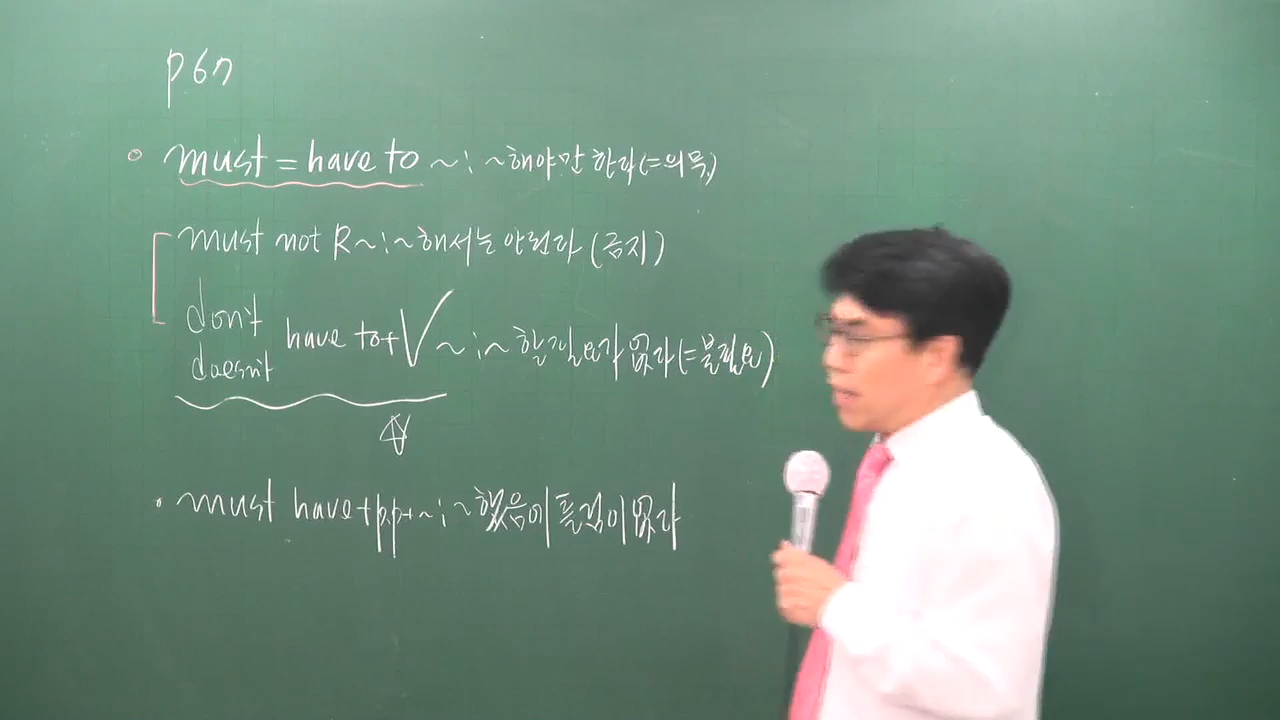 p 67
must = have to ~ : ~해야만 한다 (=의무)
must not R ~ : ~해서는 안된다 (금지)
don't
doesn't have to + V ~ : ~할 필요가 없다 (=불필요)
must have + p.p + ~ : ~했음에 틀림이 없다